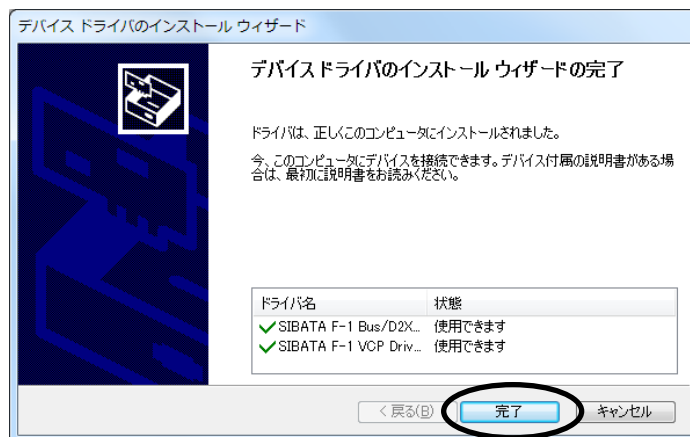 デバイス ドライバのインストール ウィザード
デバイス ドライバのインストール ウィザードの完了
ドライバは、正しくこのコンピュータにインストールされました。
今、このコンピュータにデバイスを接続できます。デバイス付属の説明書がある場
合は、最初に説明書をお読みください。
ドライバ名 状態
SIBATA F-1 Bus/D2X... 使用できます
SIBATA F-1 VCP Driv... 使用できます
< 戻る(B) 完了 キャンセル